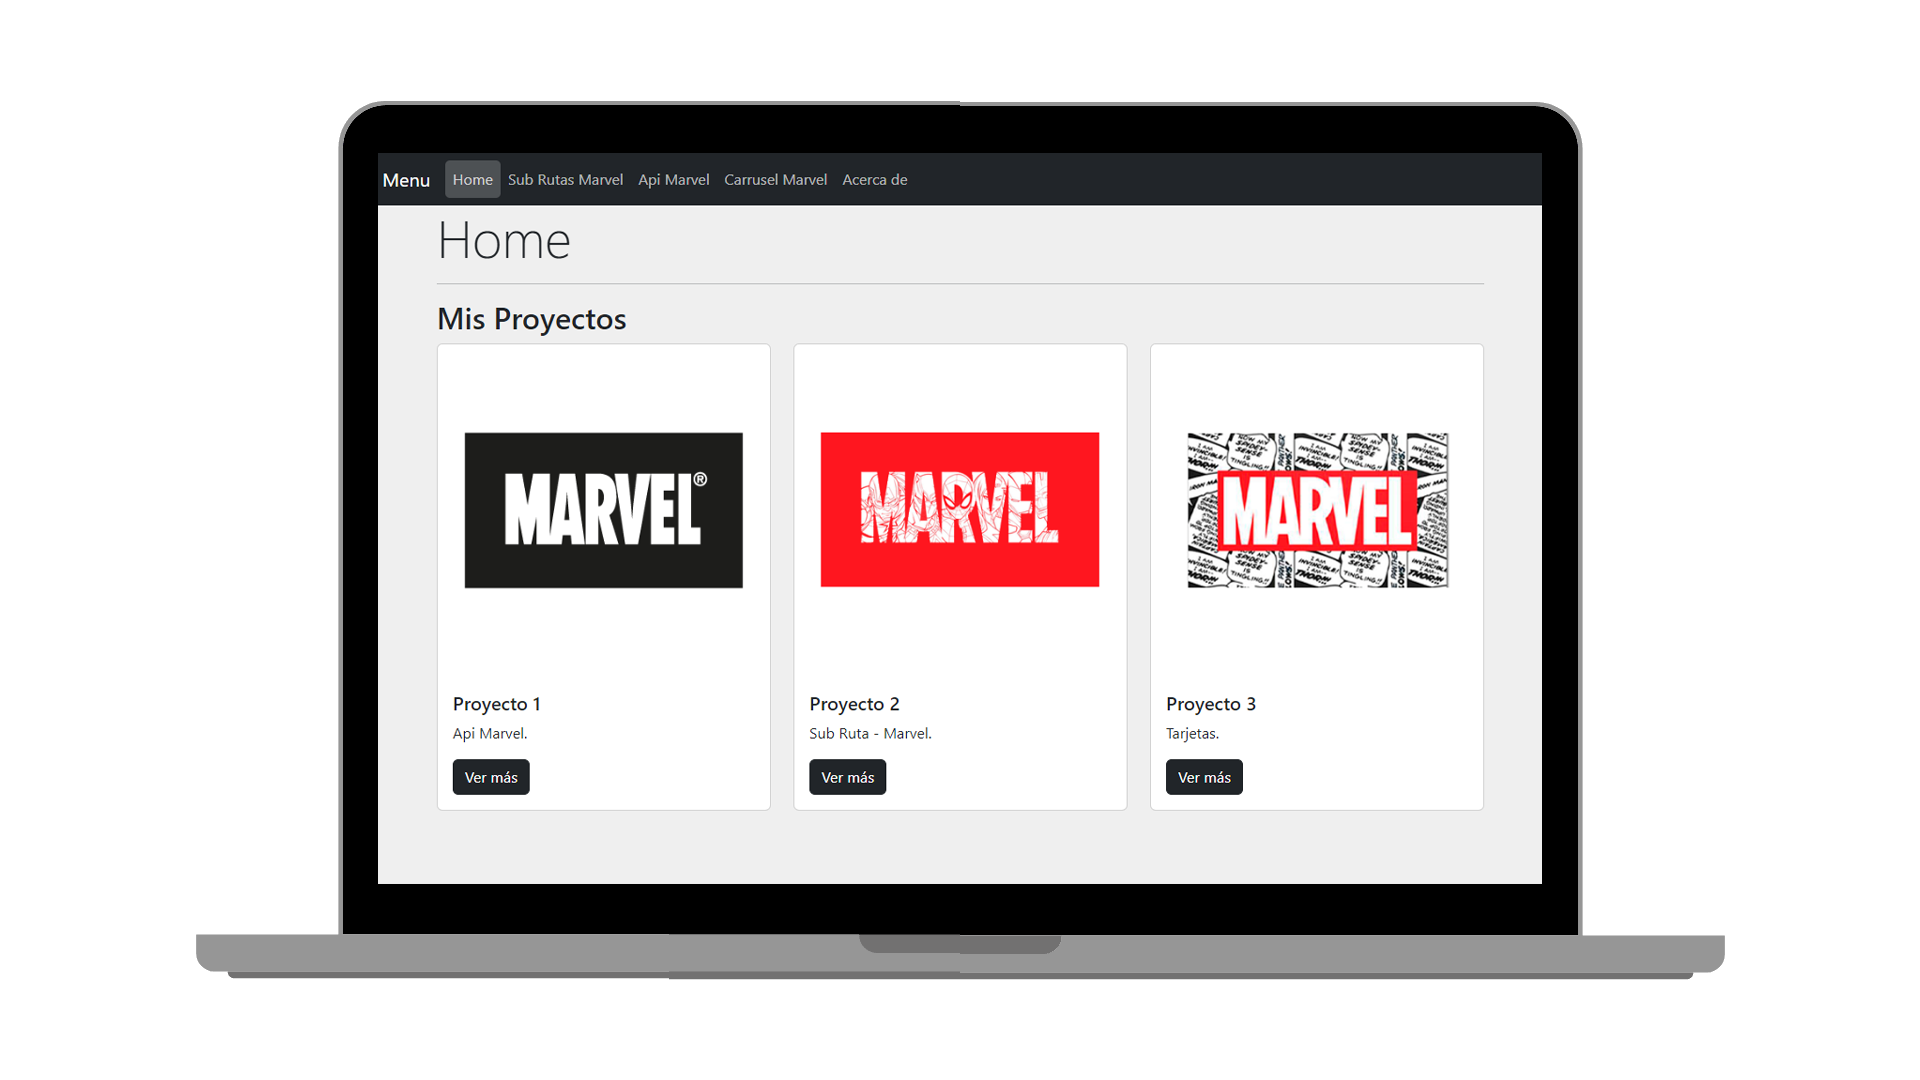 Menu Home Sub Rutas Marvel Api Marvel Carrusel Marvel Acerca de
Home
Mis Proyectos
MARVEL®
MARVEL
MARVEL
Proyecto 1
Api Marvel.
Ver más
Proyecto 2
Sub Ruta - Marvel.
Ver más
Proyecto 3
Tarjetas.
Ver más